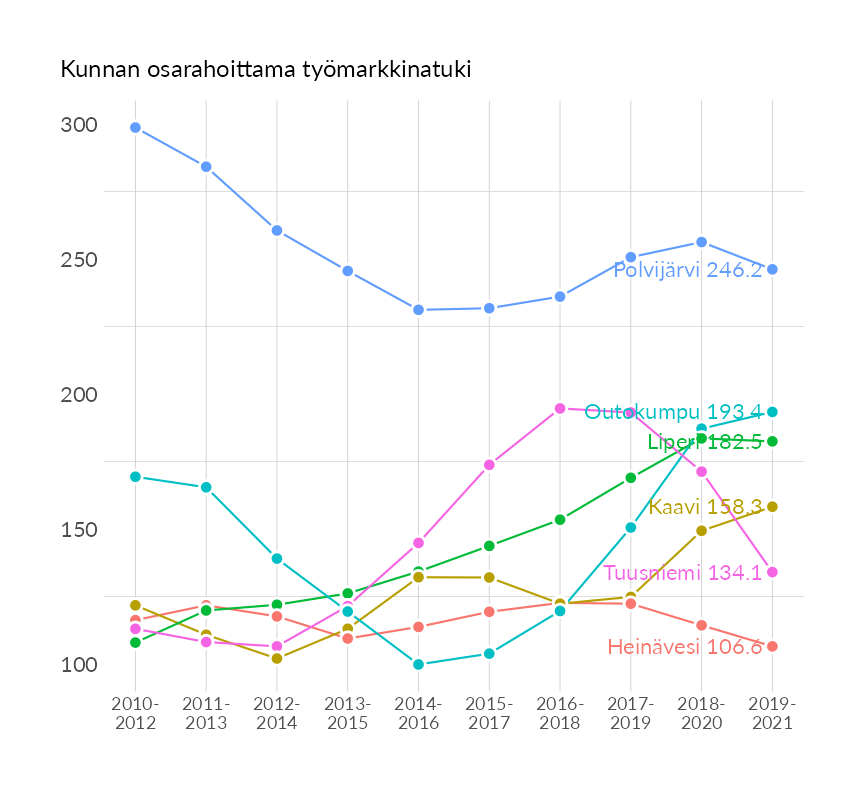 Kunnan osarahoittama työmarkkinatuki
300
250
Polvijärvi 246.2
200
Outokumpu 193.4
Liperi 182.5
Kaavi 158.3
150
Tuusniemi 134.1
Heinävesi 106.6
100
2010- 2011- 2012- 2013- 2014- 2015- 2016- 2017- 2018- 2019-
2012 2013 2014 2015 2016 2017 2018 2019 2020 2021